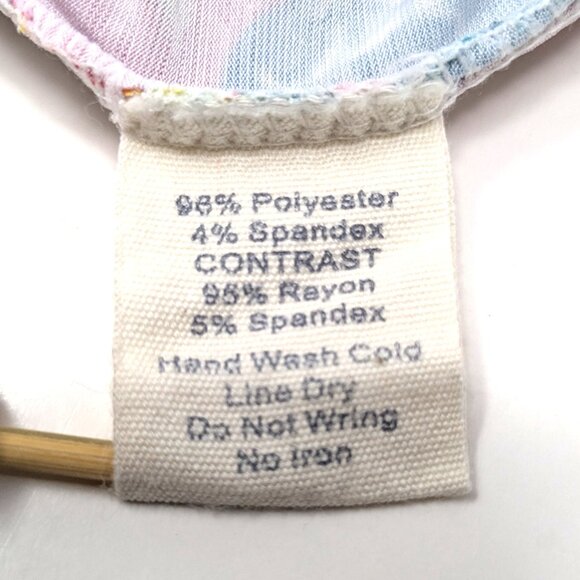 96% Polyester
4% Spandex
CONTRAST
95% Rayon
5% Spandex
Hand Wash Cold
Line Dry
Do Not Wring
No Iron